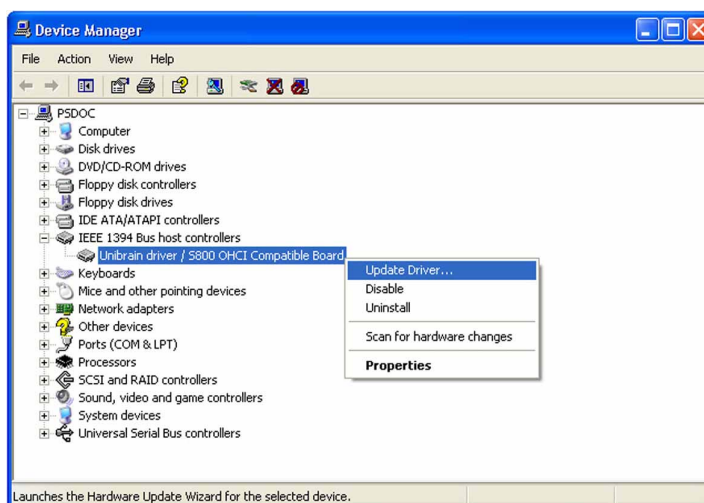 Device Manager
File Action View Help
PSDOC
Computer
Disk drives
DVD/CD-ROM drives
Floppy disk controllers
Floppy disk drives
IDE ATA/ATAPI controllers
IEEE 1394 Bus host controllers
Unibrain driver / S800 OHCI Compatible Board
Keyboards
Mice and other pointing devices
Network adapters
Other devices
Ports (COM & LPT)
Processors
SCSI and RAID controllers
Sound, video and game controllers
System devices
Universal Serial Bus controllers
Update Driver...
Disable
Uninstall
Scan for hardware changes
Properties
Launches the Hardware Update Wizard for the selected device.